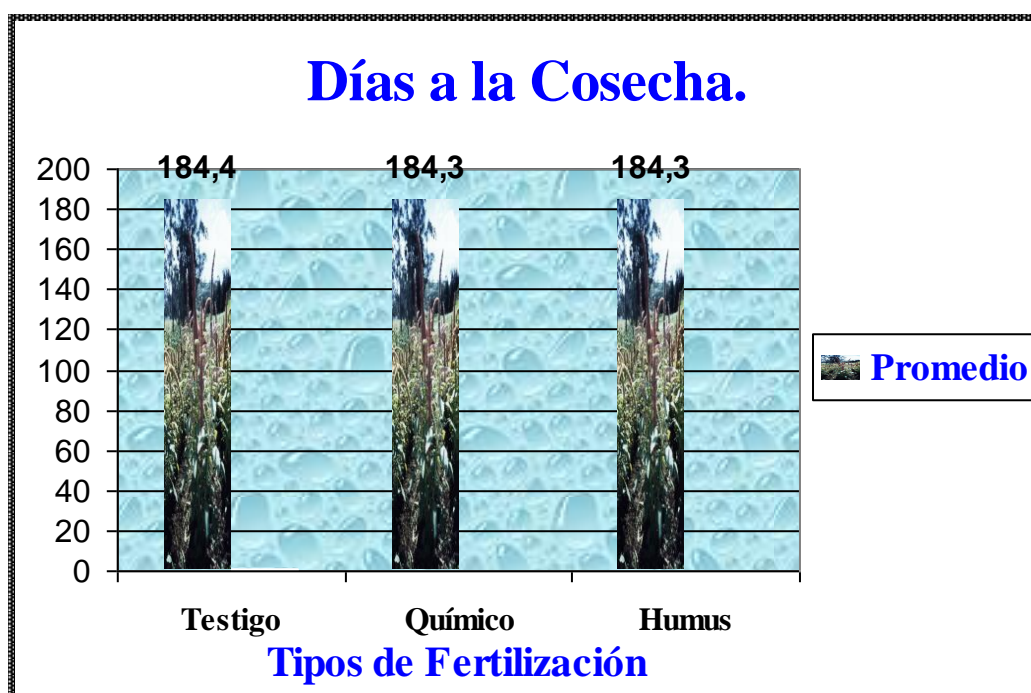 Días a la Cosecha.
184,4 184,3 184,3
200
180
160
140
120
100
80
60
40
20
0
Promedio
Testigo Químico Humus
Tipos de Fertilización